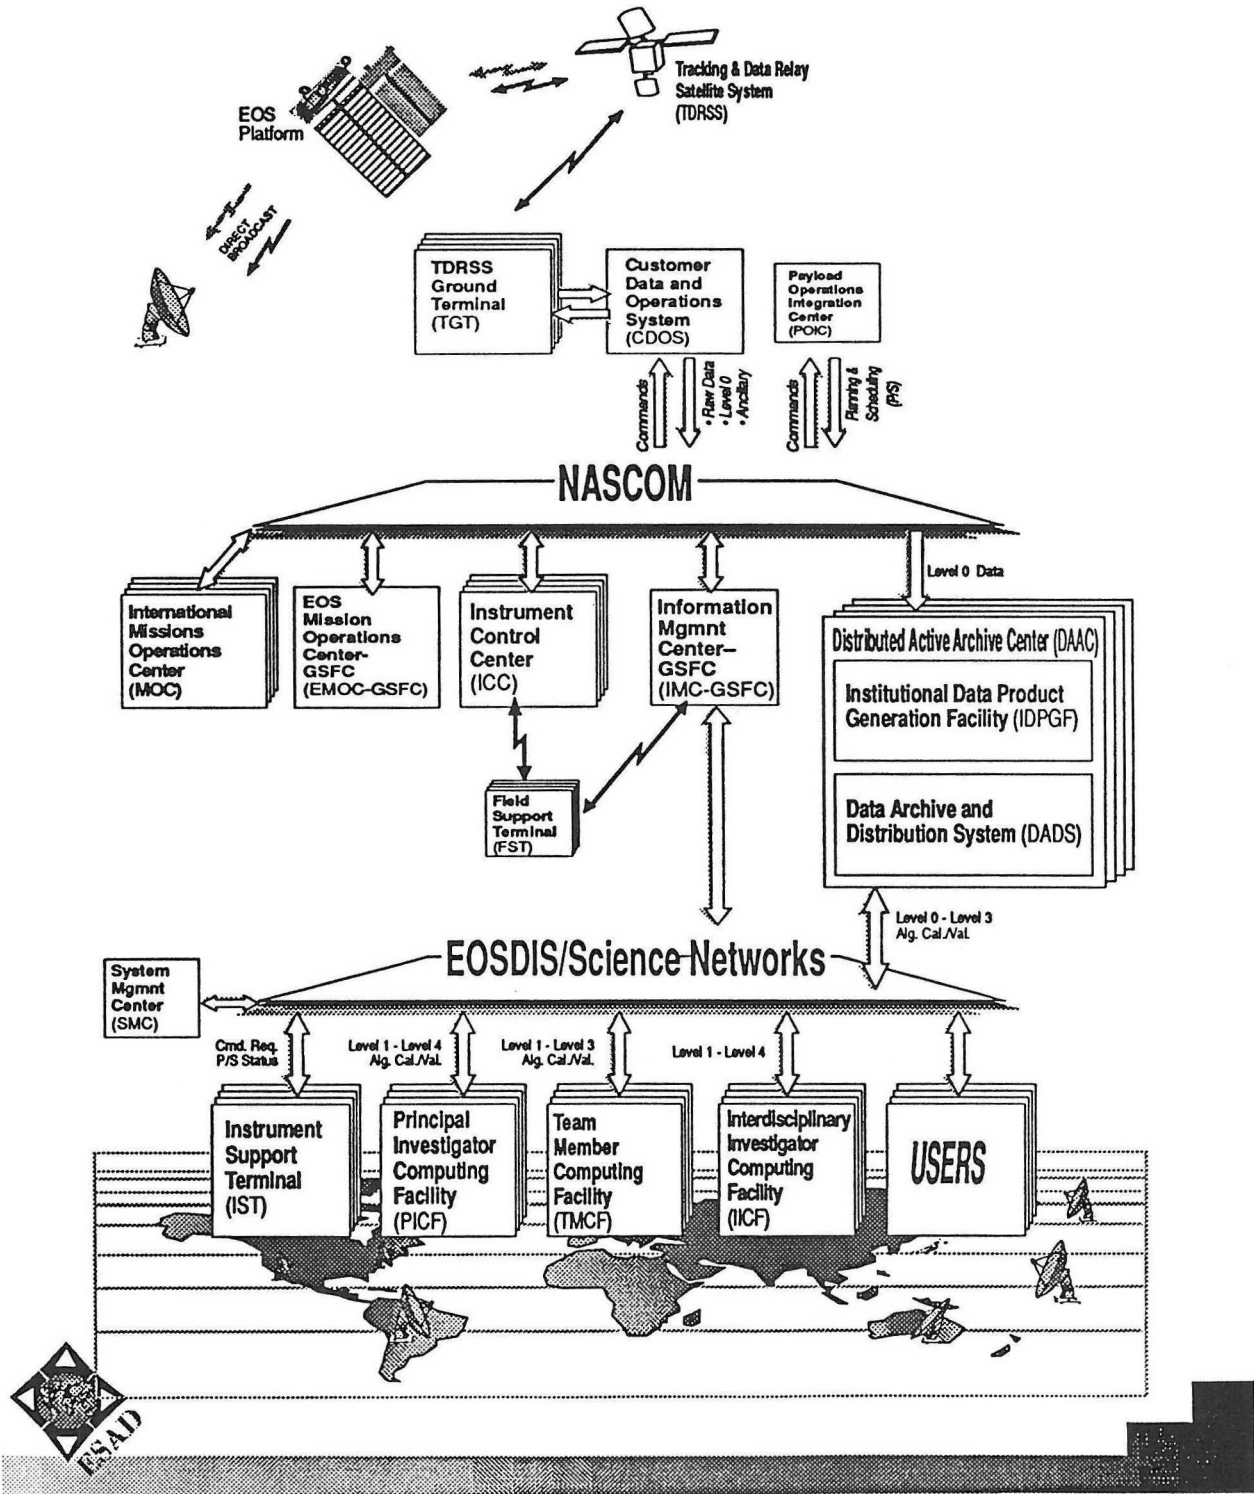 Tracking & Data Relay
Satellite System
(TDRSS)
EOS
Platform
DIRECT
BROADCAST
TDRSS
Ground
Terminal
(TGT)
Customer
Data and
Operations
System
(CDOS)
Payload
Operations
Integration
Center
(POIC)
Commands
• Raw Data
• Level 0
• Ancillary
Commands
Planning &
Scheduling
(P/S)
NASCOM
Level 0 Data
International
Missions
Operations
Center
(MOC)
EOS
Mission
Operations
Center-
GSFC
(EMOC-GSFC)
Instrument
Control
Center
(ICC)
Information
Mgmnt
Center–
GSFC
(IMC-GSFC)
Distributed Active Archive Center (DAAC)
Institutional Data Product
Generation Facility (IDPGF)
Data Archive and
Distribution System (DADS)
Field
Support
Terminal
(FST)
Level 0 - Level 3
Alg. Cal./Val.
EOSDIS/Science Networks
System
Mgmnt
Center
(SMC)
Cmd. Req.
P/S Status
Level 1 - Level 4
Alg. Cal./Val.
Level 1 - Level 3
Alg. Cal./Val.
Level 1 - Level 4
Instrument
Support
Terminal
(IST)
Principal
Investigator
Computing
Facility
(PICF)
Team
Member
Computing
Facility
(TMCF)
Interdisciplinary
Investigator
Computing
Facility
(IICF)
USERS
ESAD